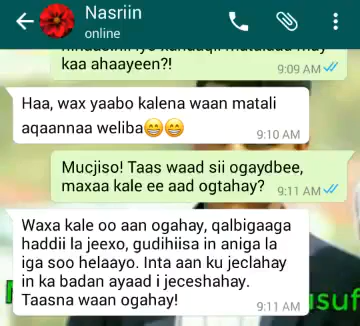 Nasriin
online
kaa ahaayeen?!
9:09 AM
Haa, wax yaabo kalena waan matali
aqaannaa weliba😁😁
9:10 AM
Mucjiso! Taas waad sii ogaydbee,
maxaa kale ee aad ogtahay?
9:11 AM
Waxa kale oo aan ogahay, qalbigaaga
haddii la jeexo, gudihiisa in aniga la
iga soo helaayo. Inta aan ku jeclahay
in ka badan ayaad i jeceshahay.
Taasna waan ogahay!
9:11 AM
usuf